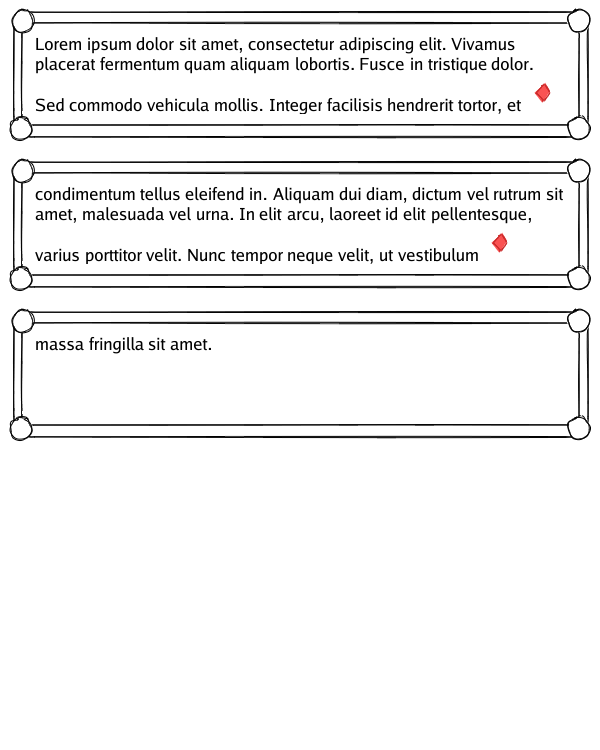 Lorem ipsum dolor sit amet, consectetur adipiscing elit. Vivamus
placerat fermentum quam aliquam lobortis. Fusce in tristique dolor.
Sed commodo vehicula mollis. Integer facilisis hendrerit tortor, et
condimentum tellus eleifend in. Aliquam dui diam, dictum vel rutrum sit
amet, malesuada vel urna. In elit arcu, laoreet id elit pellentesque,
varius porttitor velit. Nunc tempor neque velit, ut vestibulum
massa fringilla sit amet.